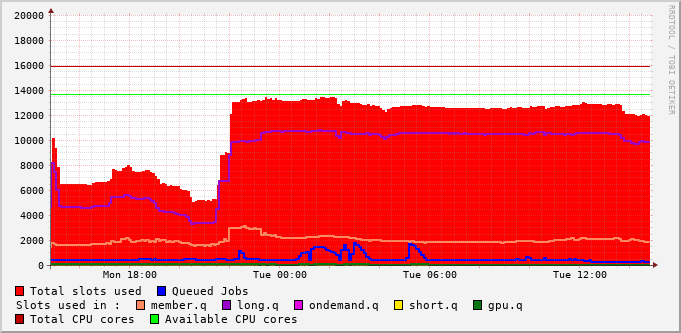 20000
18000
16000
14000
12000
10000
8000
6000
4000
2000
0
Mon 18:00 Tue 00:00 Tue 06:00 Tue 12:00
RRDTOOL / TOBI OETIKER
Total slots used Queued Jobs
Slots used in : member.q long.q ondemand.q short.q gpu.q
Total CPU cores Available CPU cores